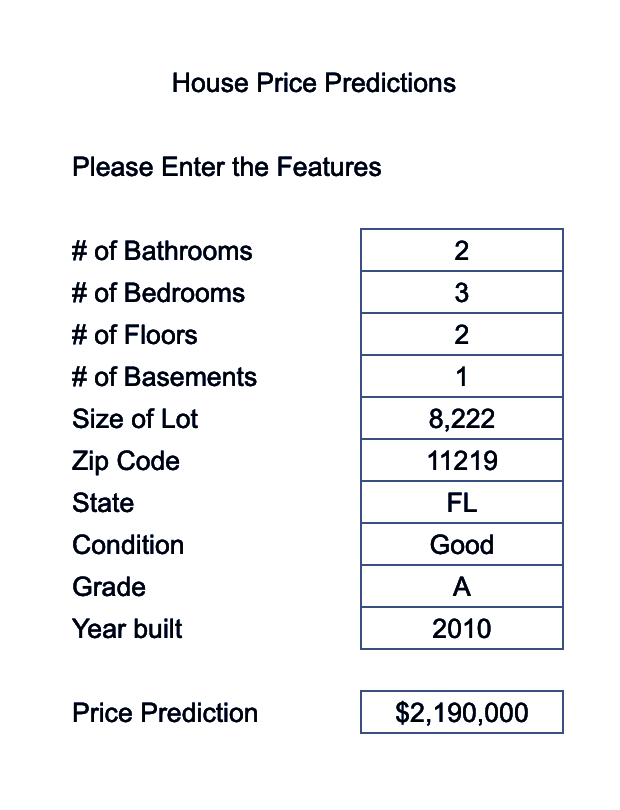 House Price Predictions
Please Enter the Features
# of Bathrooms 2
# of Bedrooms 3
# of Floors 2
# of Basements 1
Size of Lot 8,222
Zip Code 11219
State FL
Condition Good
Grade A
Year built 2010
Price Prediction $2,190,000